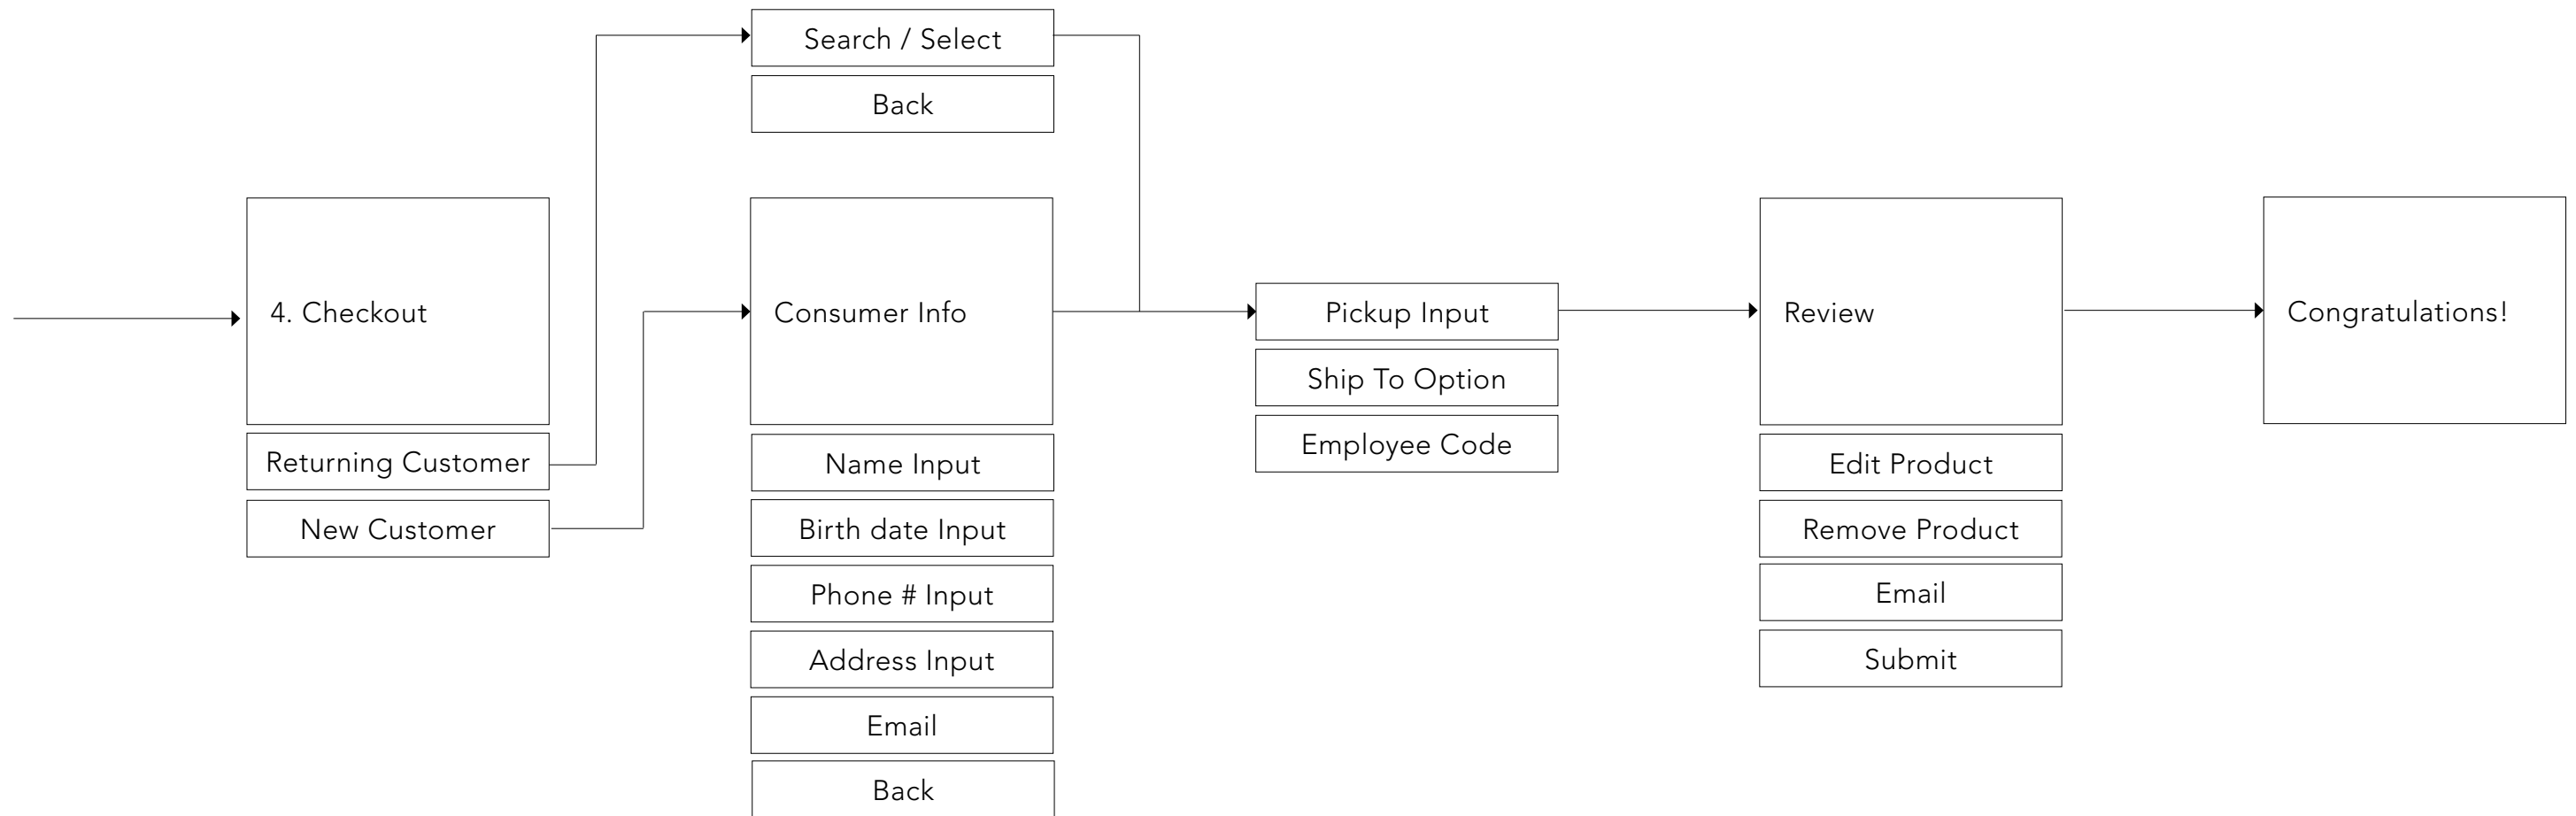 Search / Select
Back
4. Checkout
Returning Customer
New Customer
Consumer Info
Name Input
Birth date Input
Phone # Input
Address Input
Email
Back
Pickup Input
Ship To Option
Employee Code
Review
Edit Product
Remove Product
Email
Submit
Congratulations!